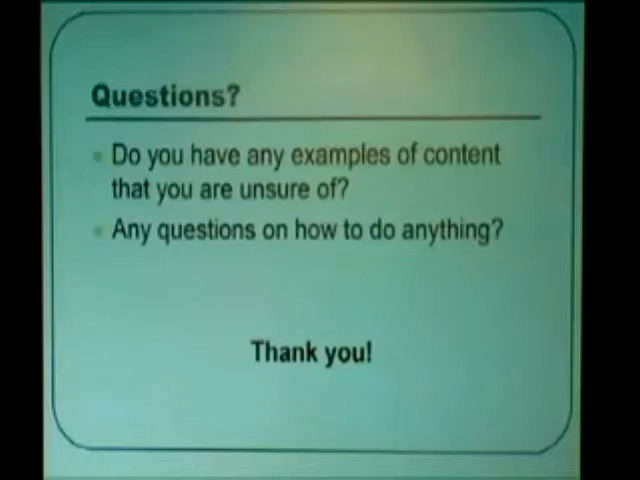 Questions?
Do you have any examples of content
that you are unsure of?
Any questions on how to do anything?
Thank you!